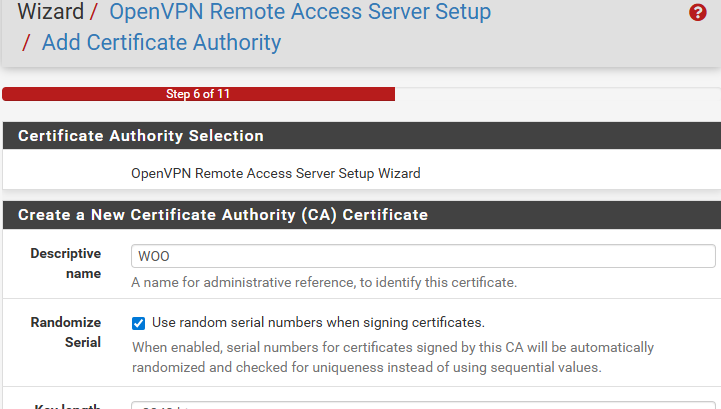 Wizard / OpenVPN Remote Access Server Setup
/ Add Certificate Authority
Step 6 of 11
Certificate Authority Selection
OpenVPN Remote Access Server Setup Wizard
Create a New Certificate Authority (CA) Certificate
Descriptive name
WOO
A name for administrative reference, to identify this certificate.
Randomize Serial
Use random serial numbers when signing certificates.
When enabled, serial numbers for certificates signed by this CA will be automatically
randomized and checked for uniqueness instead of using sequential values.
Key length